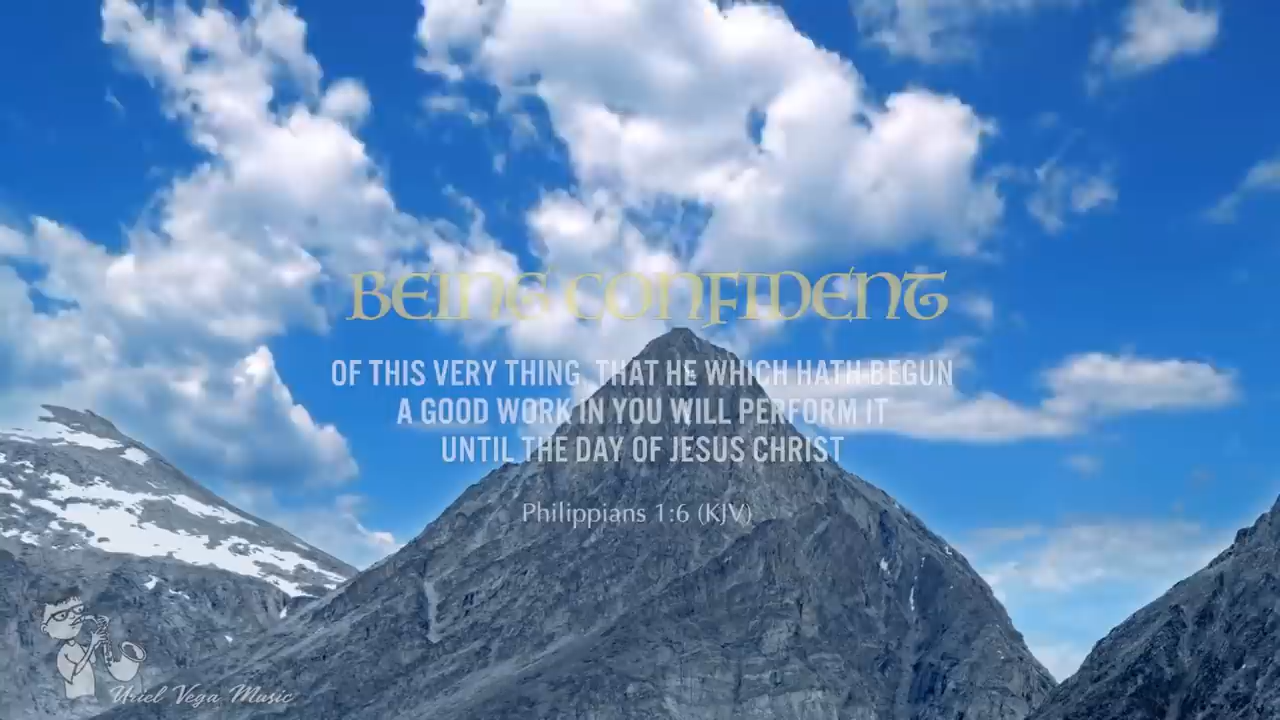 BEING CONFIDENT
OF THIS VERY THING, THAT HE WHICH HATH BEGUN
A GOOD WORK IN YOU WILL PERFORM IT
UNTIL THE DAY OF JESUS CHRIST
Philippians 1:6 (KJV)
Uriel Vega Music